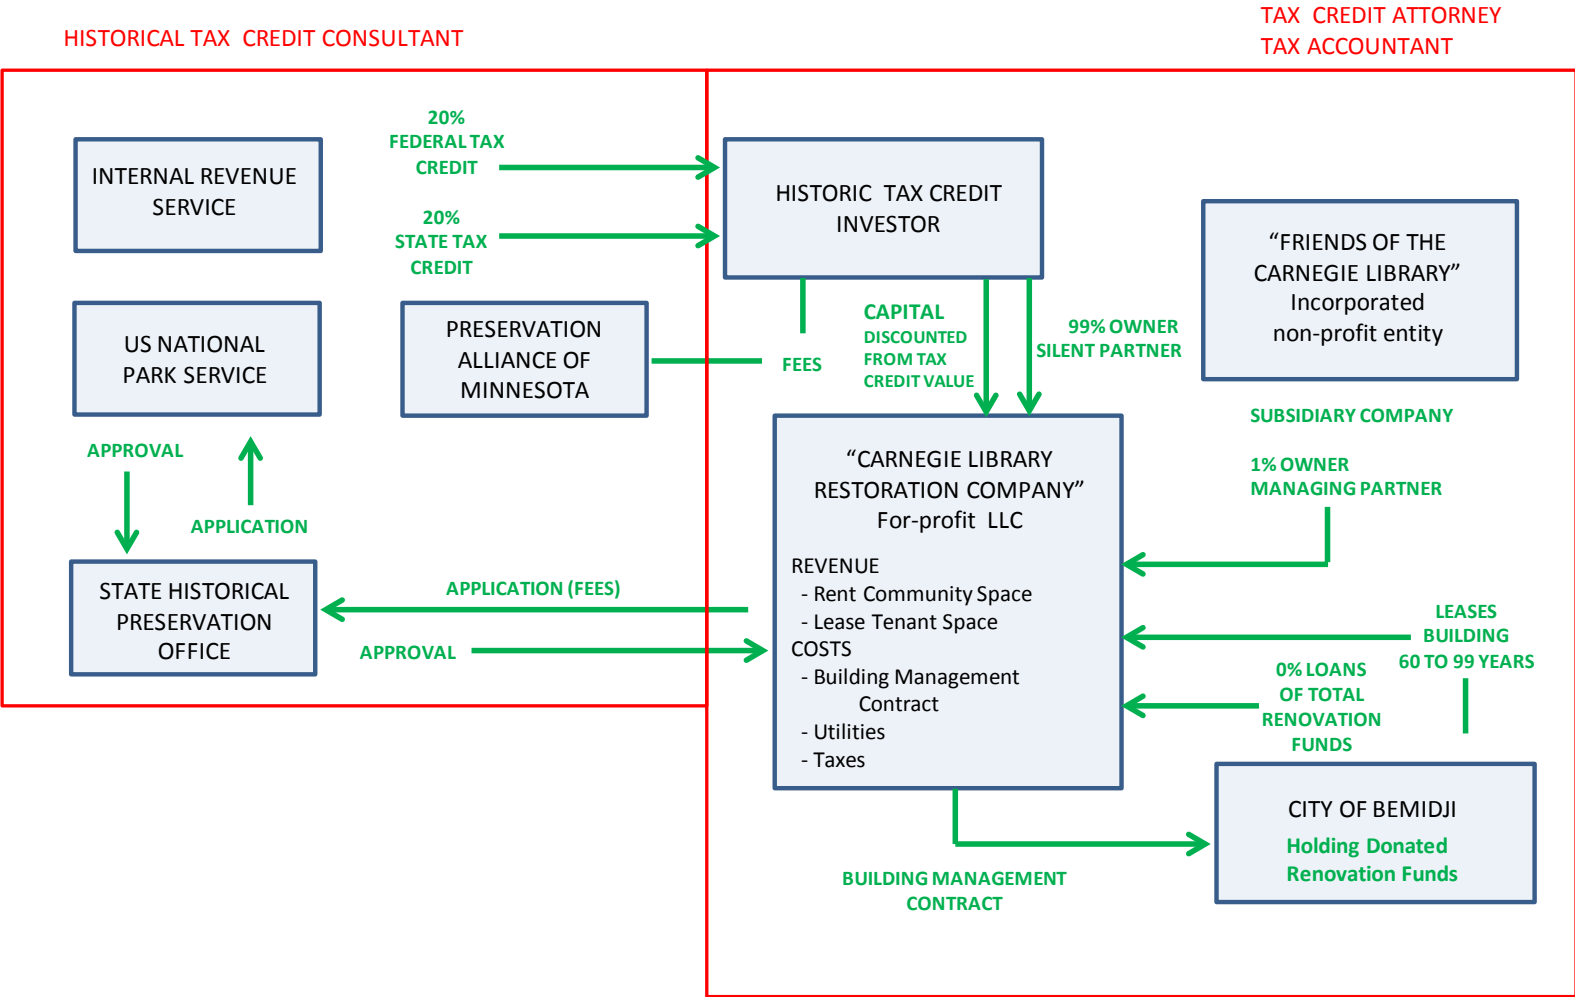 HISTORICAL TAX CREDIT CONSULTANT
TAX CREDIT ATTORNEY
TAX ACCOUNTANT
INTERNAL REVENUE
SERVICE
20%
FEDERAL TAX
CREDIT
20%
STATE TAX
CREDIT
HISTORIC TAX CREDIT
INVESTOR
“FRIENDS OF THE
CARNEGIE LIBRARY”
Incorporated
non-profit entity
US NATIONAL
PARK SERVICE
PRESERVATION
ALLIANCE OF
MINNESOTA
FEES
CAPITAL
DISCOUNTED
FROM TAX
CREDIT VALUE
99% OWNER
SILENT PARTNER
SUBSIDIARY COMPANY
1% OWNER
MANAGING PARTNER
APPROVAL
APPLICATION
STATE HISTORICAL
PRESERVATION
OFFICE
APPLICATION (FEES)
APPROVAL
“CARNEGIE LIBRARY
RESTORATION COMPANY”
For-profit LLC
REVENUE
- Rent Community Space
- Lease Tenant Space
COSTS
- Building Management
Contract
- Utilities
- Taxes
LEASES
BUILDING
60 TO 99 YEARS
0% LOANS
OF TOTAL
RENOVATION
FUNDS
CITY OF BEMIDJI
Holding Donated
Renovation Funds
BUILDING MANAGEMENT
CONTRACT